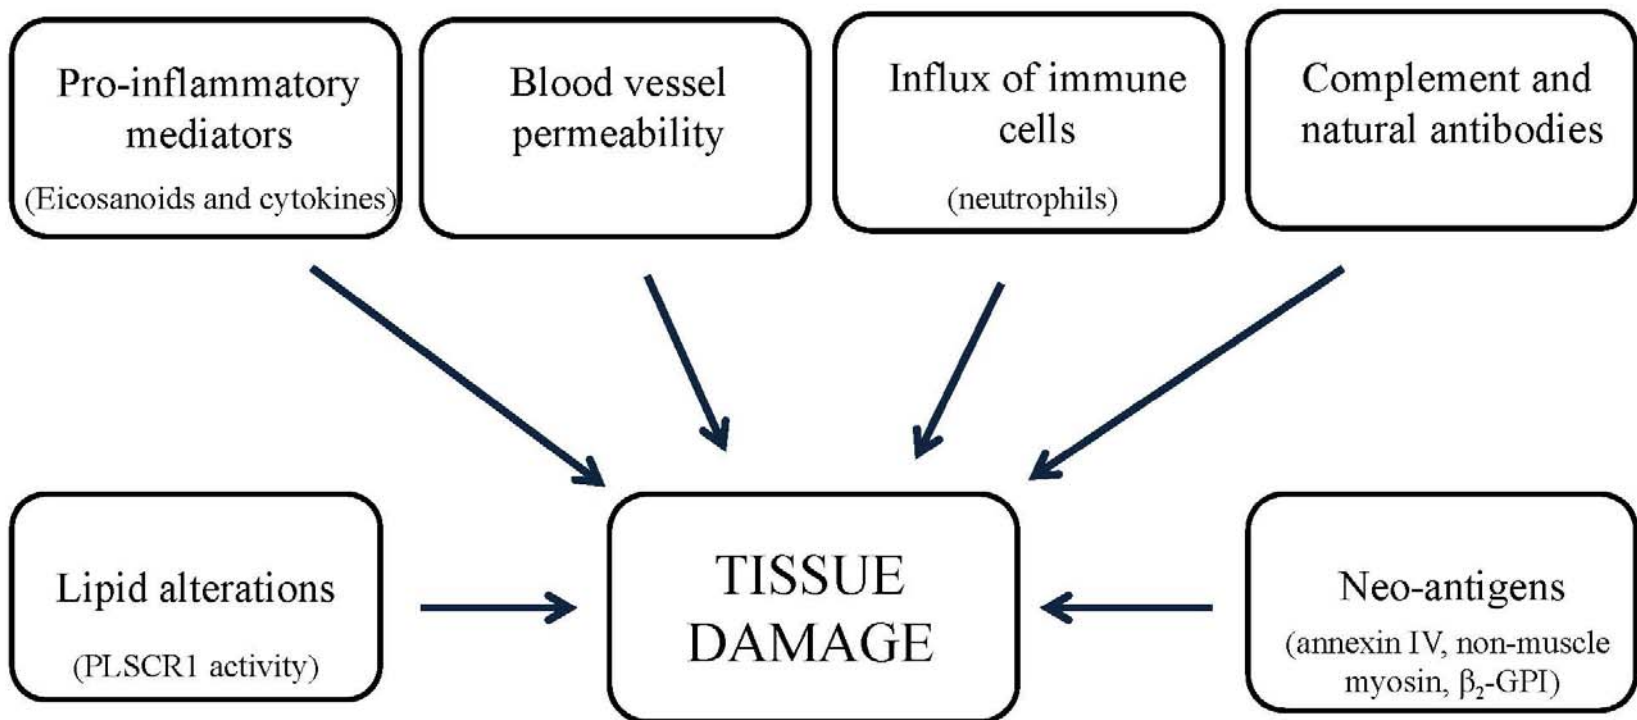 Pro-inflammatory
mediators
(Eicosanoids and cytokines)
Blood vessel
permeability
Influx of immune
cells
(neutrophils)
Complement and
natural antibodies
Lipid alterations
(PLSCR1 activity)
TISSUE
DAMAGE
Neo-antigens
(annexin IV, non-muscle
myosin, β₂-GPI)